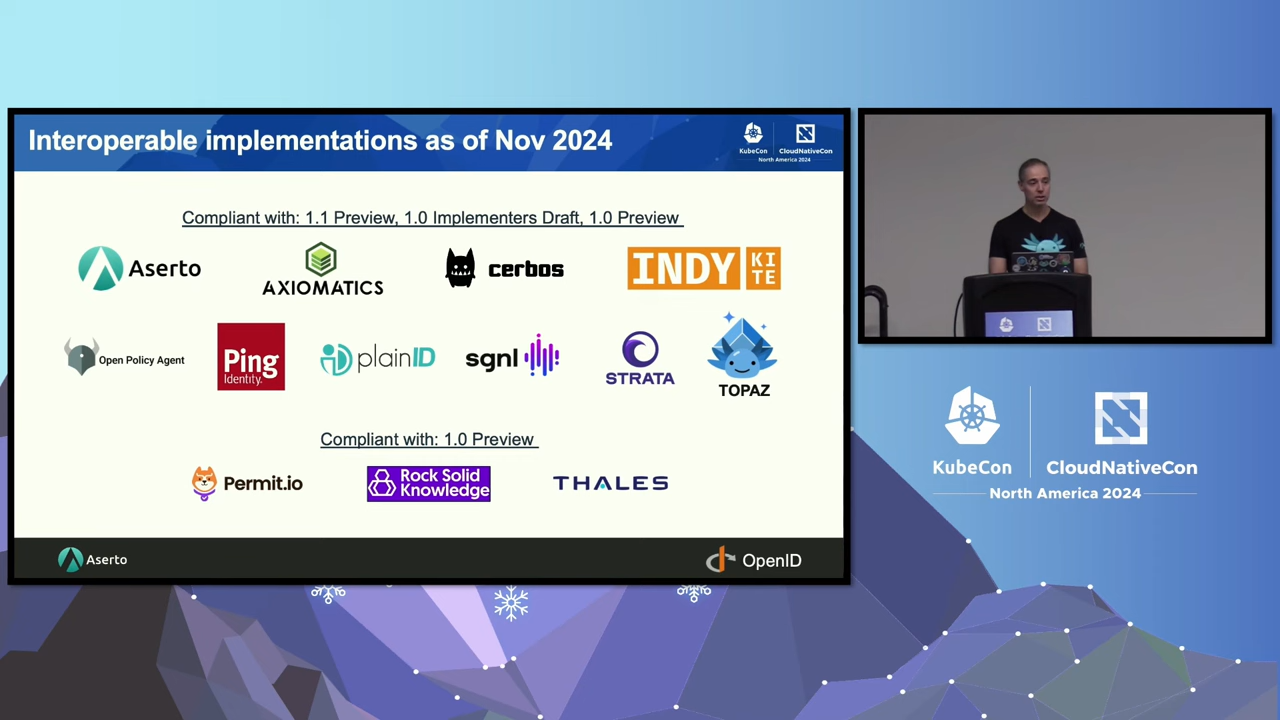 Interoperable implementations as of Nov 2024
KubeCon
CloudNativeCon
North America 2024
Compliant with: 1.1 Preview, 1.0 Implementers Draft, 1.0 Preview
Aserto
AXIOMATICS
cerbos
INDY
KI
TE
Open Policy Agent
Ping
Identity.
plainID
sgnl
STRATA
TOPAZ
Compliant with: 1.0 Preview
Permit.io
Rock Solid
Knowledge
THALES
Aserto
OpenID
KubeCon
CloudNativeCon
North America 2024